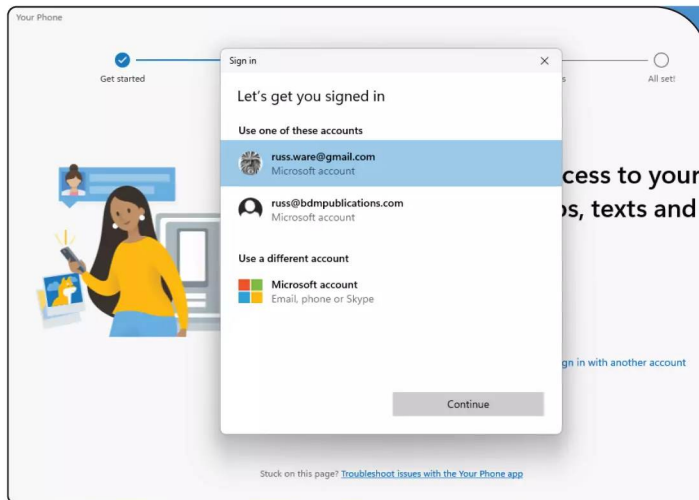 Your Phone
Get started
All set!
Sign in
Let's get you signed in
Use one of these accounts
russ.ware@gmail.com
Microsoft account
russ@bdmpublications.com
Microsoft account
Use a different account
Microsoft account
Email, phone or Skype
Continue
cess to your
os, texts and
gn in with another account
Stuck on this page? Troubleshoot issues with the Your Phone app